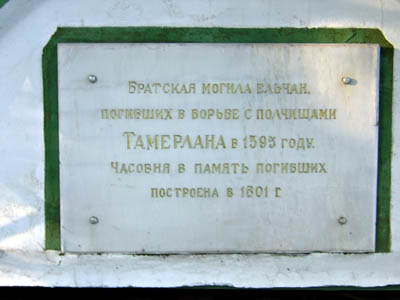 Братская могила ельчан,
погибших в борьбе с полчищами
Тамерлана в 1395 году.
Часовня в память погибших
построена в 1801 г.